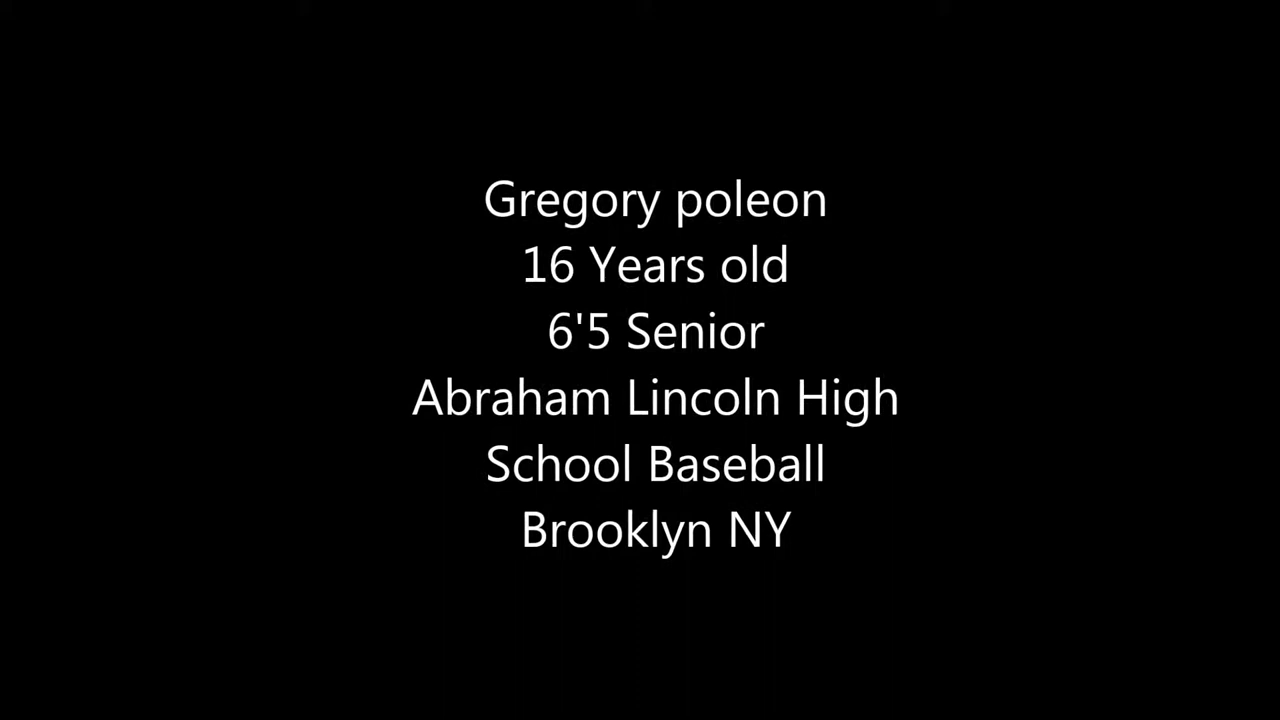 Gregory poleon
16 Years old
6'5 Senior
Abraham Lincoln High
School Baseball
Brooklyn NY